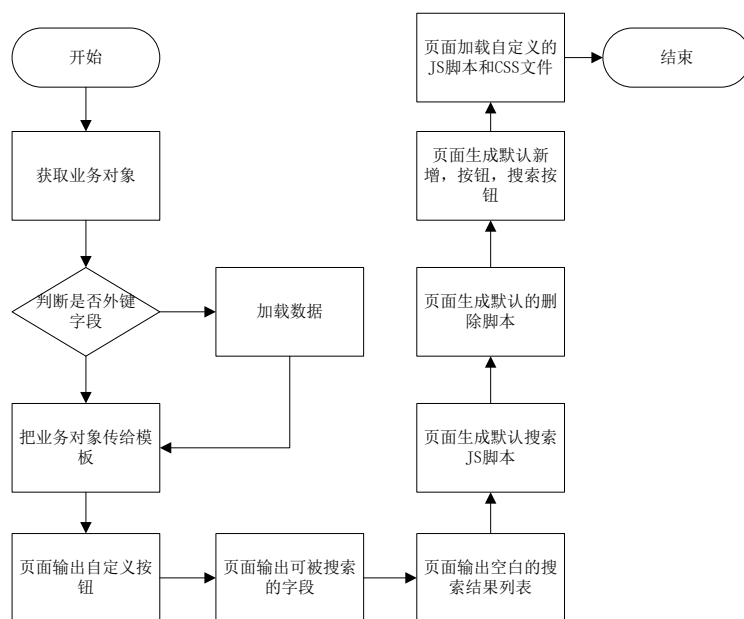 开始
获取业务对象
判断是否外键
字段
加载数据
把业务对象传给模
板
页面输出自定义按
钮
页面输出可被搜索
的字段
页面输出空白的搜
索结果列表
页面生成默认搜索
JS脚本
页面生成默认的删
除脚本
页面生成默认新
增，按钮，搜索按
钮
页面加载自定义的
JS脚本和CSS文件
结束